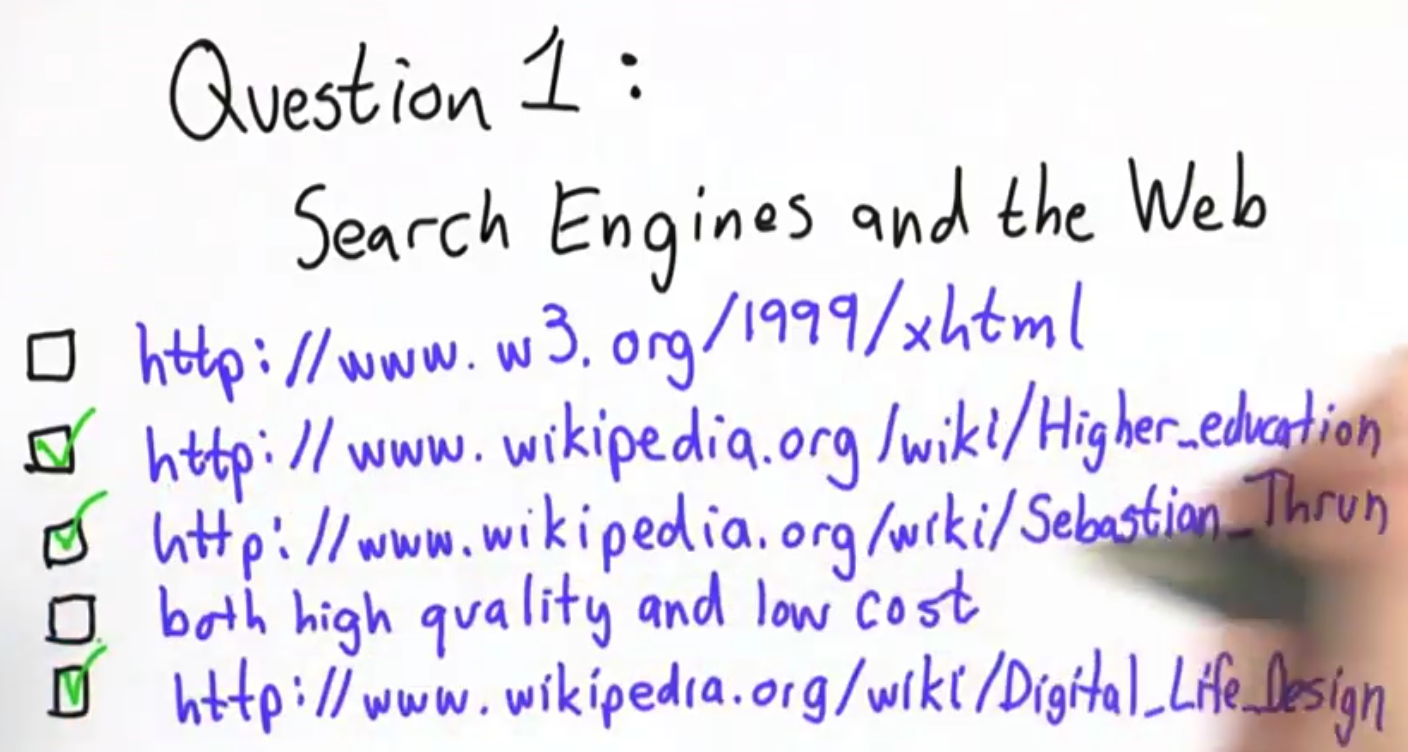 Question 1:
Search Engines and the Web
http://www.w3.org/1999/xhtml
http://www.wikipedia.org/wiki/Higher_education
http://www.wikipedia.org/wiki/Sebastian_Thrun
both high quality and low cost
http://www.wikipedia.org/wiki/Digital_Life_Design